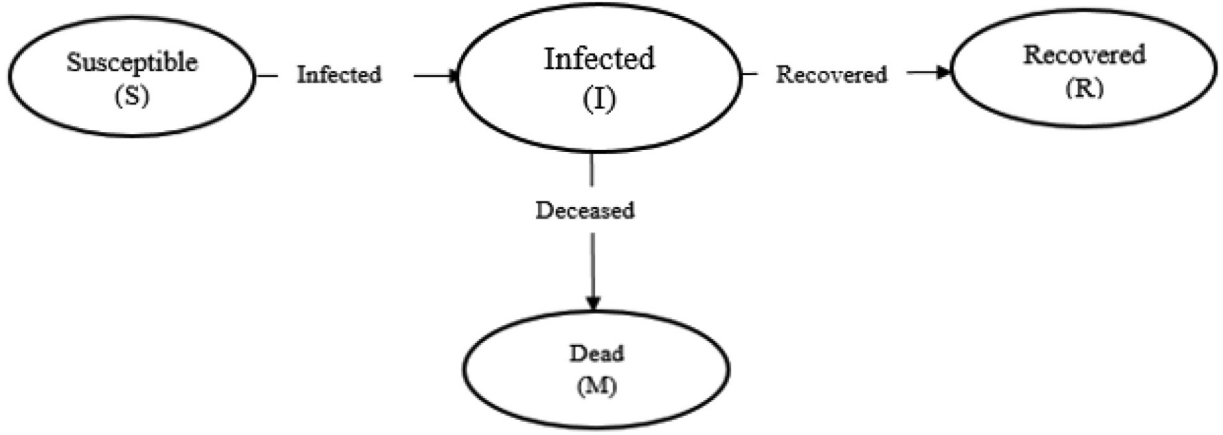 Susceptible
(S)
Infected
Infected
(I)
Recovered
Recovered
(R)
Deceased
Dead
(M)